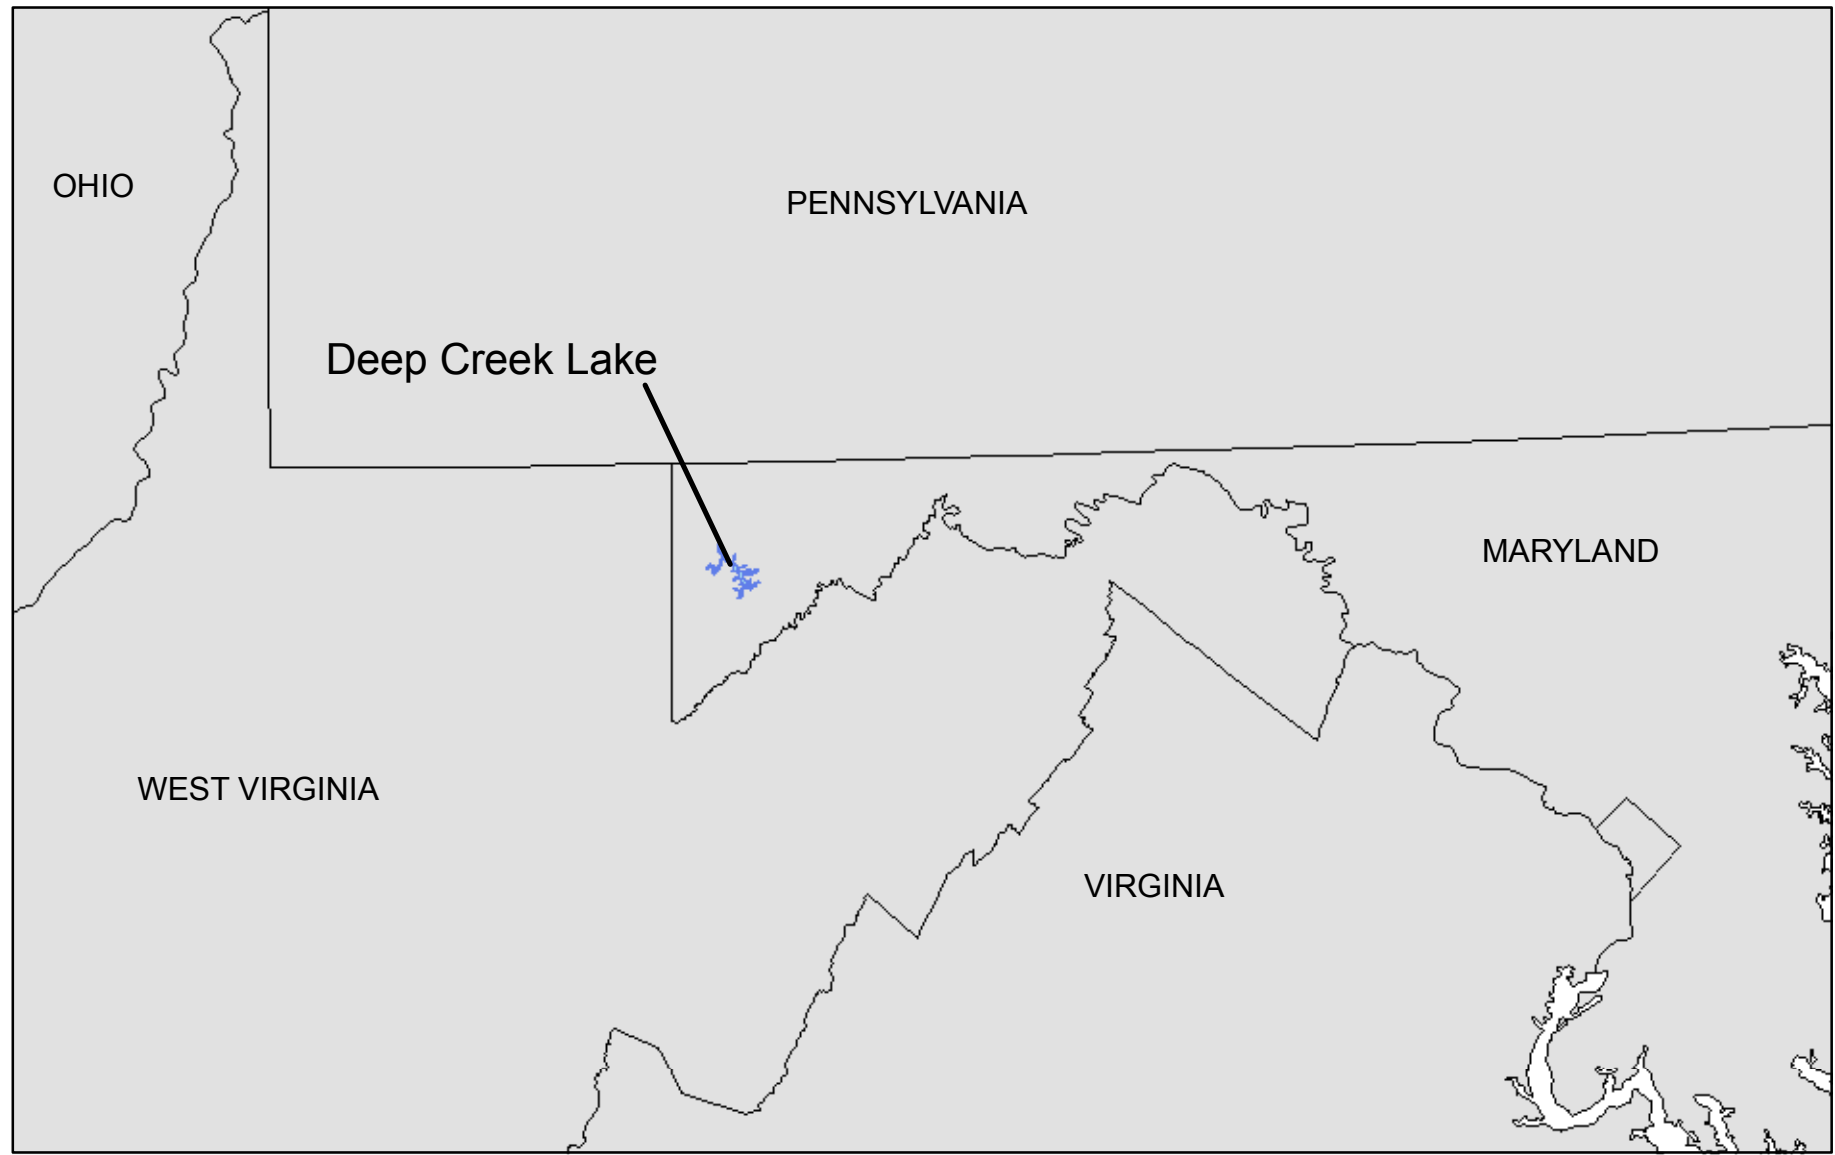 OHIO
PENNSYLVANIA
Deep Creek Lake
MARYLAND
WEST VIRGINIA
VIRGINIA